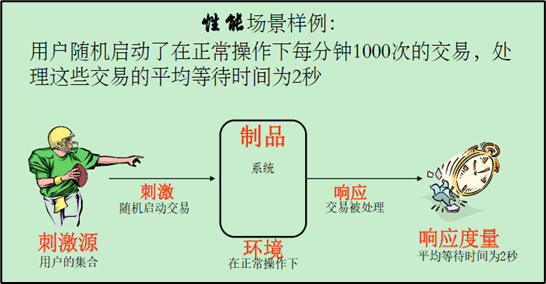 性能场景样例:
用户随机启动了在正常操作下每分钟1000次的交易，处
理这些交易的平均等待时间为2秒
制品
系统
刺激
随机启动交易
响应
交易被处理
刺激源
用户的集合
环境
在正常操作下
响应度量
平均等待时间为2秒